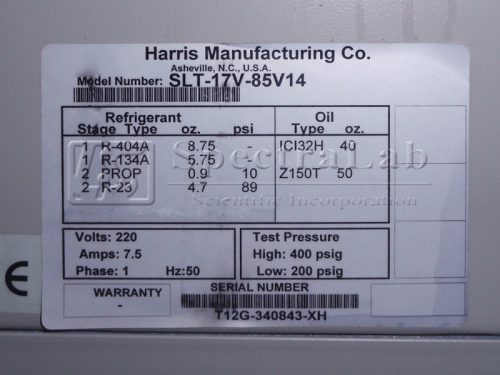 Harris Manufacturing Co.
Asheville, N.C., U.S.A.
Model Number: SLT-17V-85V14
Refrigerant Oil
Stage Type oz. psi
1 R-404A 8.75 - ICI32H 40
1 R-134A 5.75 -
2 PROP 0.9 10 Z150T 50
2 R-23 4.7 89
SpectraLab
Scientific Incorporation
Volts: 220
Amps: 7.5
Phase: 1 Hz:50
Test Pressure
High: 400 psig
Low: 200 psig
WARRANTY
-
SERIAL NUMBER
T12G-340843-XH
CE